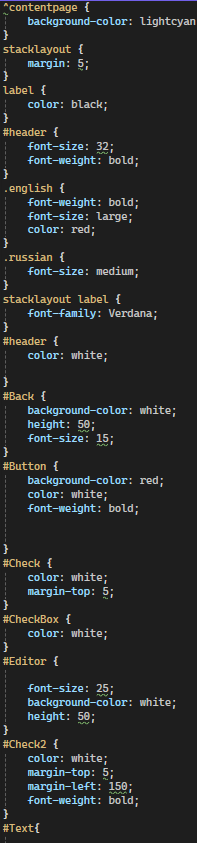 ^contentpage {
    background-color: lightcyan
}
stacklayout {
    margin: 5;
}
label {
    color: black;
}
#header {
    font-size: 32;
    font-weight: bold;
}
.english {
    font-weight: bold;
    font-size: large;
    color: red;
}
.russian {
    font-size: medium;
}
stacklayout label {
    font-family: Verdana;
}
#header {
    color: white;

}
#Back {
    background-color: white;
    height: 50;
    font-size: 15;
}
#Button {
    background-color: red;
    color: white;
    font-weight: bold;


}
#Check {
    color: white;
    margin-top: 5;
}
#CheckBox {
    color: white;
}
#Editor {

    font-size: 25;
    background-color: white;
    height: 50;
}
#Check2 {
    color: white;
    margin-top: 5;
    margin-left: 150;
    font-weight: bold;
}
#Text{